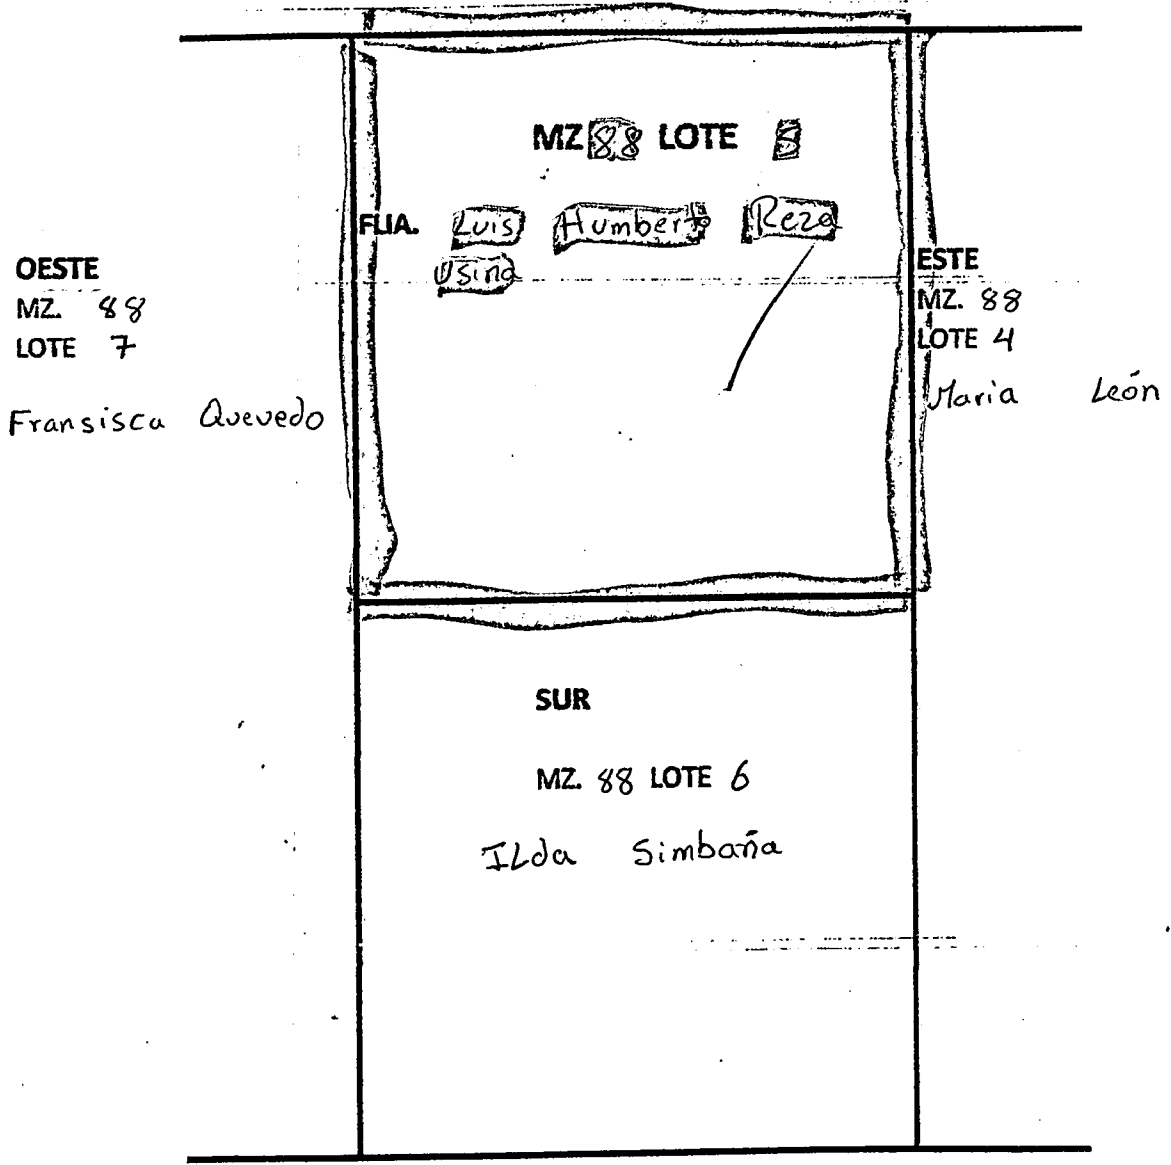 MZ 88 LOTE 5
FLIA. Luis Humberto Reza
Usina
OESTE
MZ. 88
LOTE 7
Fransisca Quevedo
ESTE
MZ. 88
LOTE 4
Maria León
SUR
MZ. 88 LOTE 6
ILda Simbaña